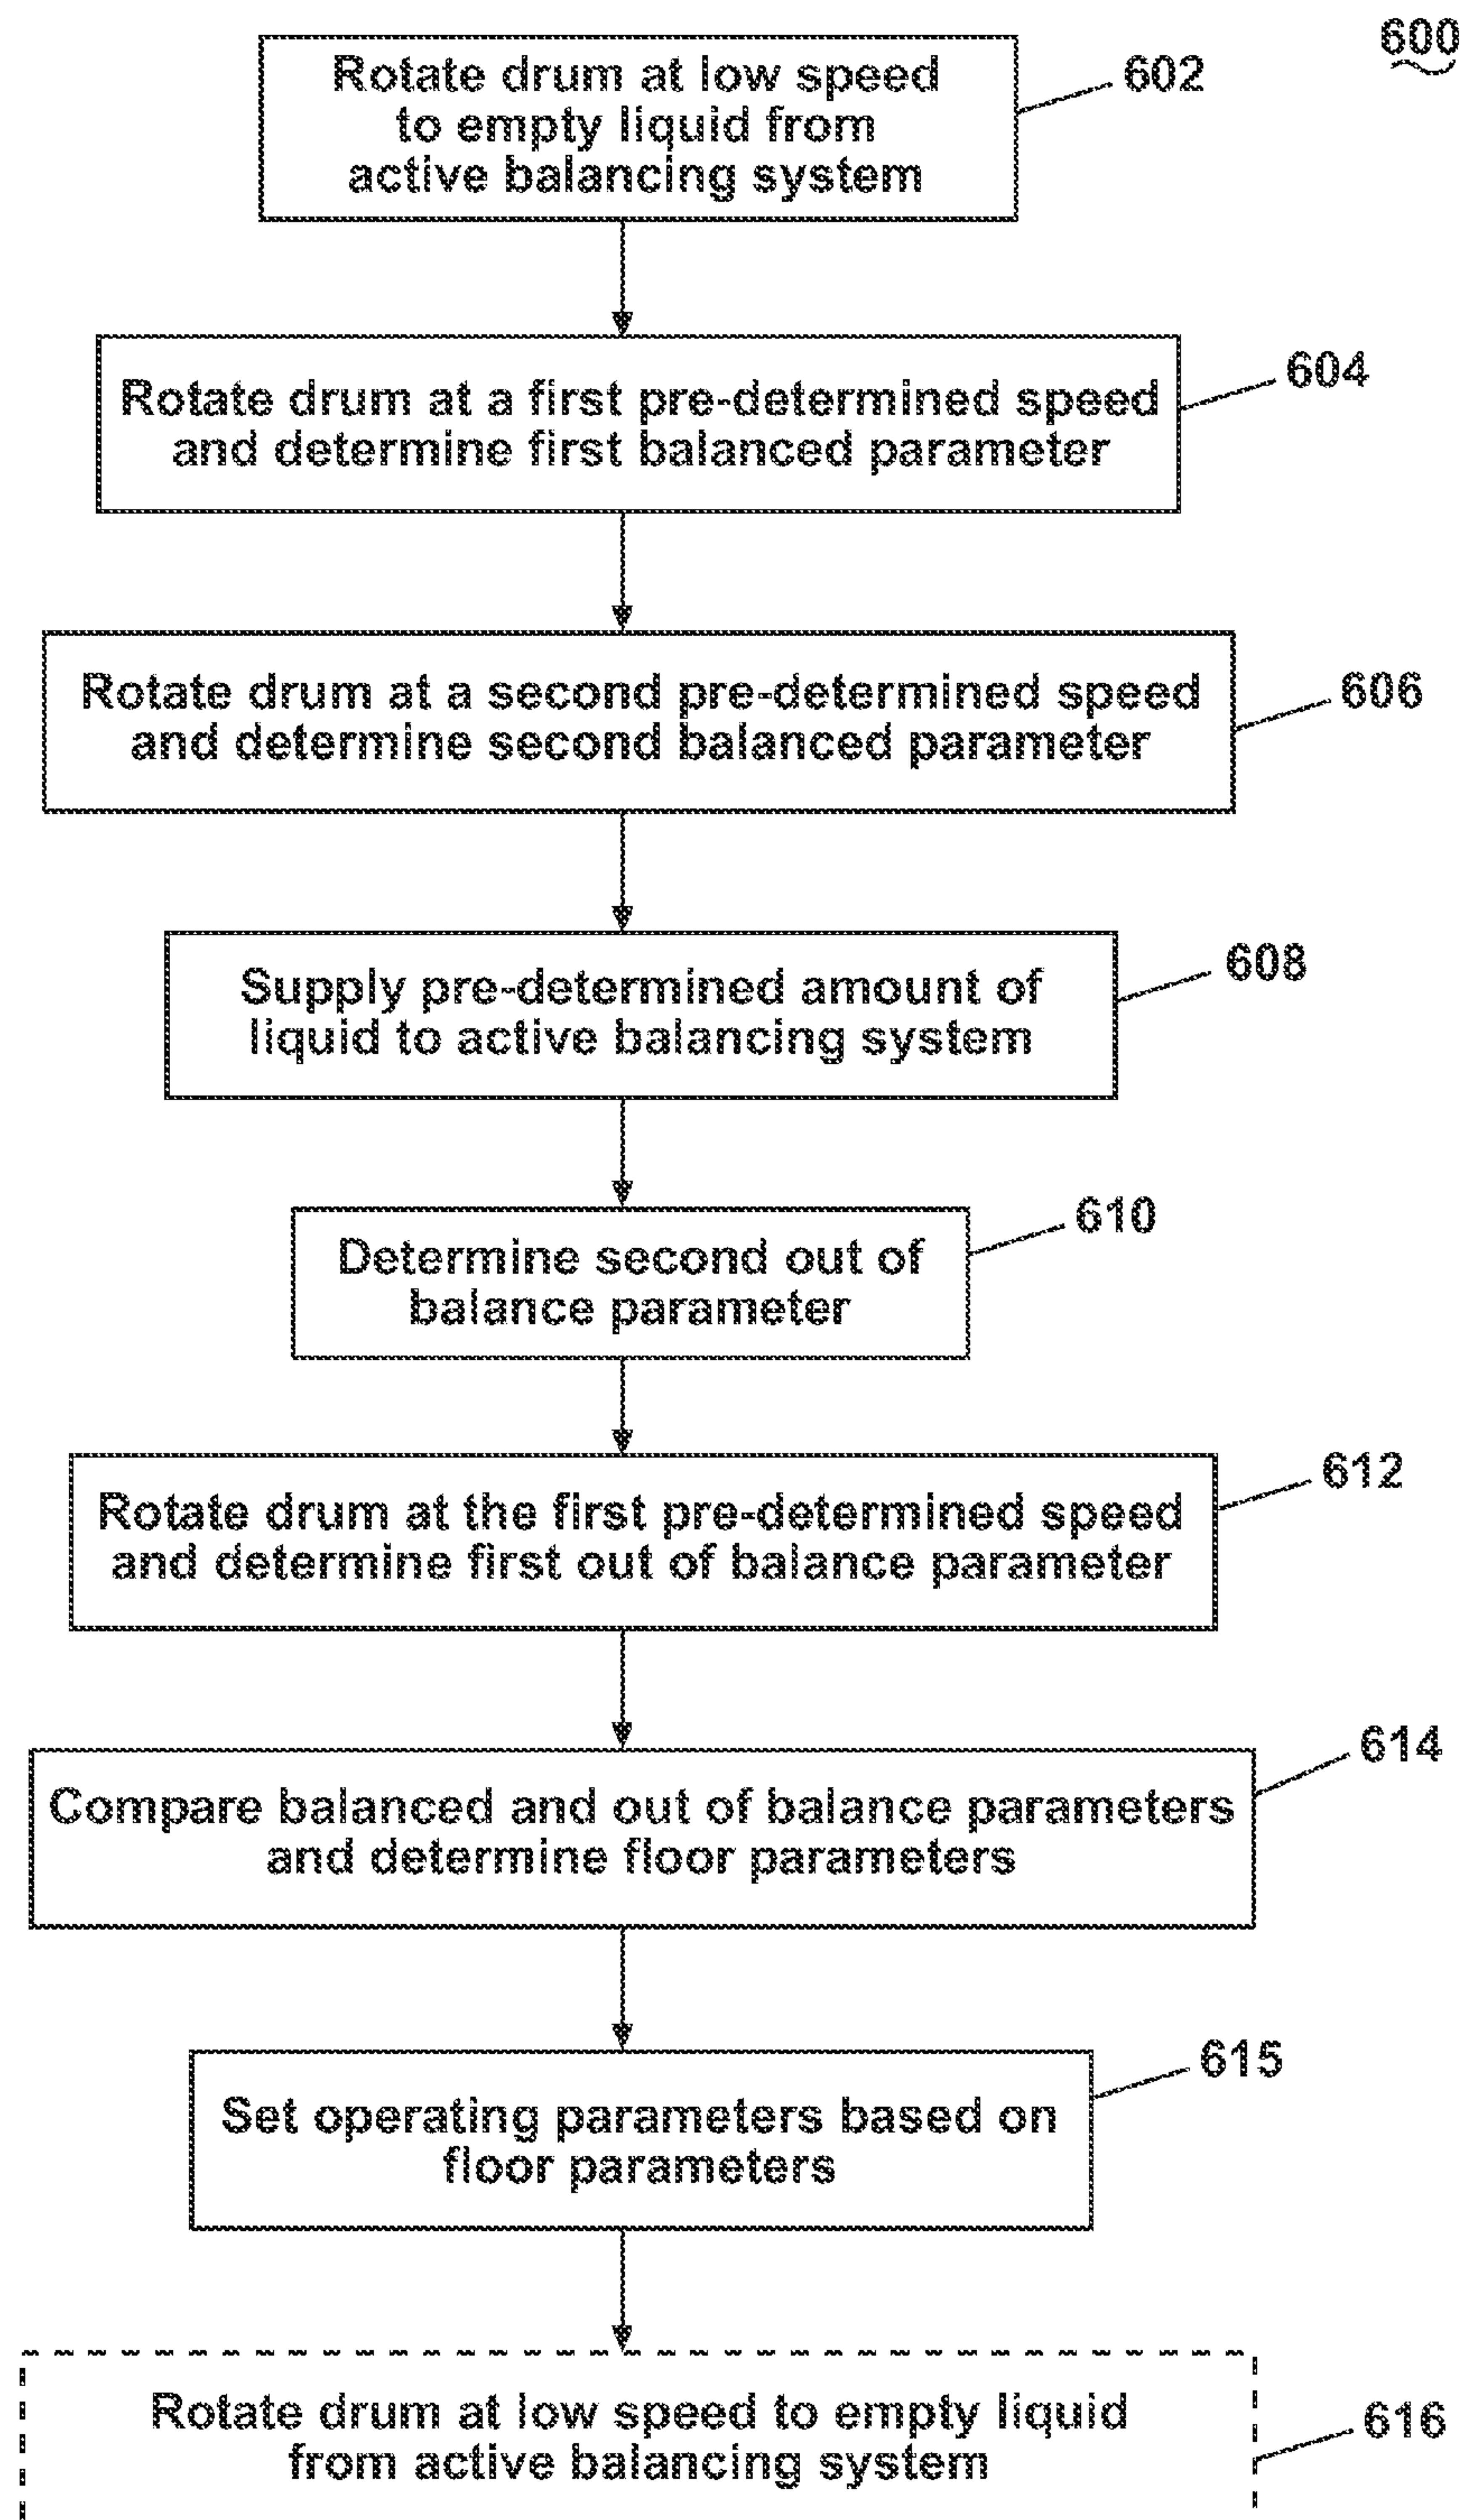 600
Rotate drum at low speed
to empty liquid from
active balancing system
602
Rotate drum at a first pre-determined speed
and determine first balanced parameter
604
Rotate drum at a second pre-determined speed
and determine second balanced parameter
606
Supply pre-determined amount of
liquid to active balancing system
608
Determine second out of
balance parameter
610
Rotate drum at the first pre-determined speed
and determine first out of balance parameter
612
Compare balanced and out of balance parameters
and determine floor parameters
614
Set operating parameters based on
floor parameters
615
Rotate drum at low speed to empty liquid
from active balancing system
616